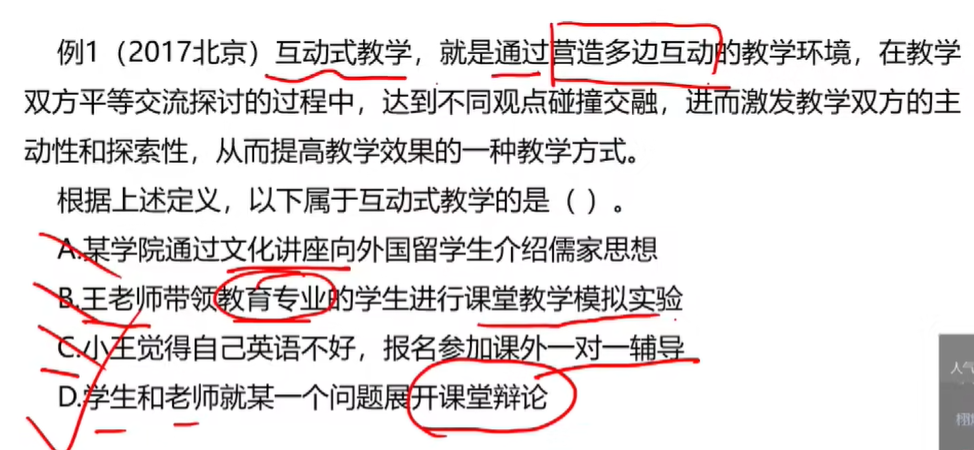 例1（2017北京）互动式教学，就是通过营造多边互动的教学环境，在教学
双方平等交流探讨的过程中，达到不同观点碰撞交融，进而激发教学双方的主
动性和探索性，从而提高教学效果的一种教学方式。
根据上述定义，以下属于互动式教学的是（ ）。
A.某学院通过文化讲座向外国留学生介绍儒家思想
B.王老师带领教育专业的学生进行课堂教学模拟实验
C.小王觉得自己英语不好，报名参加课外一对一辅导
人气
D.学生和老师就某一个问题展开课堂辩论